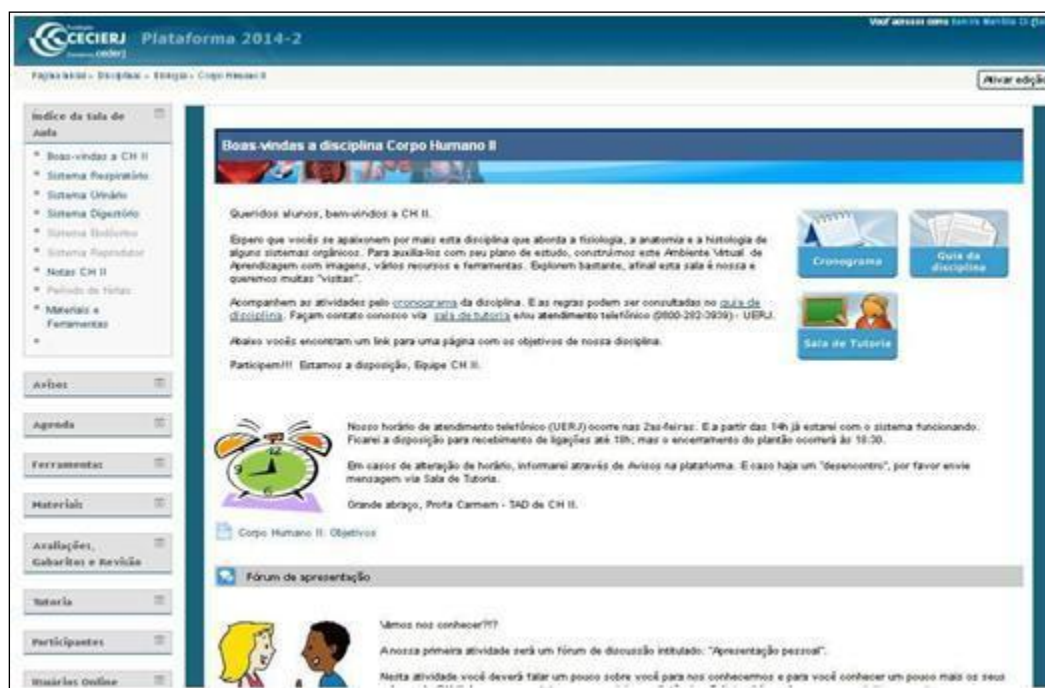 CECIERJ Plataforma 2014-2
Você acessou como
Página inicial Disciplinas Biologia Corpo Humano II
Ativar edição
Índice da Sala de
Aula
Boas-vindas a CH II
Sistema Respiratório
Sistema Urinário
Sistema Digestório
Sistema Endócrino
Sistema Reprodutor
Notas CH II
Período de férias
Materiais e
Ferramentas
Avisos
Agenda
Ferramentas
Materiais
Avaliações,
Gabaritos e Revisão
Tutoria
Participantes
Usuários Online
Boas-vindas a disciplina Corpo Humano II
Queridos alunos, bem-vindos a CH II.
Espero que vocês se apaixonem por mais esta disciplina que aborda a fisiologia, a anatomia e a histologia de
alguns sistemas orgânicos. Para auxilia-los com seu plano de estudo, construímos este Ambiente Virtual de
Aprendizagem com imagens, vários recursos e ferramentas. Explorem bastante, afinal esta sala é nossa e
queremos muitas "visitas".
Acompanhem as atividades pelo cronograma da disciplina. E as regras podem ser consultadas no guia de
disciplina. Façam contato conosco via sala de tutoria e/ou atendimento telefônico (0800-282-3939) - UERJ.
Abaixo vocês encontram um link para uma página com os objetivos de nossa disciplina.
Participem!!! Estamos a disposição, Equipe CH II.
Cronograma
Guia da
disciplina
Sala de Tutoria
12
9
6
Nosso horário de atendimento telefônico (UERJ) ocorre nas 2as-feiras. E a partir das 14h já estarei com o sistema funcionando.
Ficarei a disposição para recebimento de ligações até 18h; mas o encerramento do plantão ocorrerá às 18:30.
Em casos de alteração de horário, informarei através de Avisos na plataforma. E caso haja um "desencontro", por favor envie
mensagem via Sala de Tutoria.
Grande abraço, Profa Carmem - TAD de CH II.
Corpo Humano II: Objetivos
Fórum de apresentação
Vamos nos conhecer?!?
A nossa primeira atividade será um fórum de discussão intitulado: "Apresentação pessoal".
Nesta atividade você deverá falar um pouco sobre você para nos conhecermos e para você conhecer um pouco mais os seus